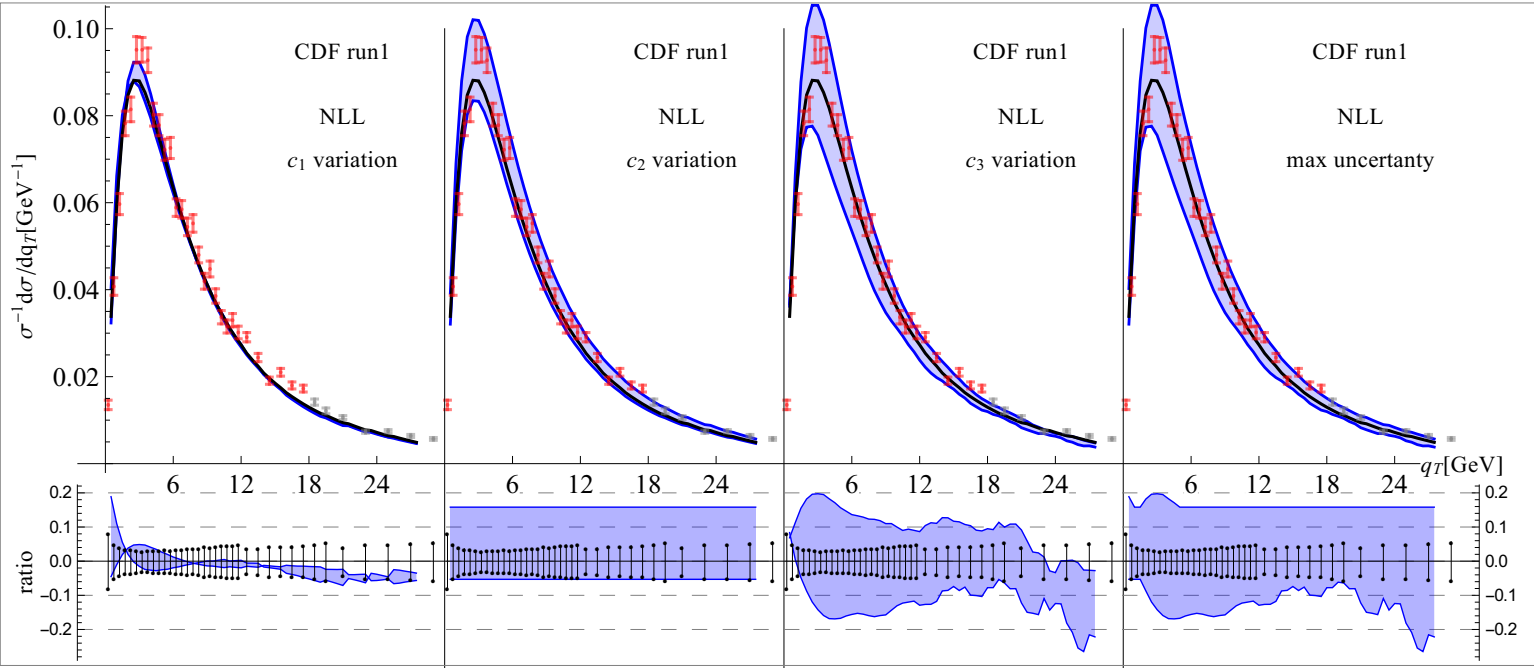 σ⁻¹dσ/dq_T[GeV⁻¹]
0.10
0.08
0.06
0.04
0.02
CDF run1
NLL
c₁ variation
CDF run1
NLL
c₂ variation
CDF run1
NLL
c₃ variation
CDF run1
NLL
max uncertanty
6 12 18 24
6 12 18 24
6 12 18 24
6 12 18 24
q_T[GeV]
ratio
0.2
0.1
0.0
−0.1
−0.2
0.2
0.1
0.0
−0.1
−0.2